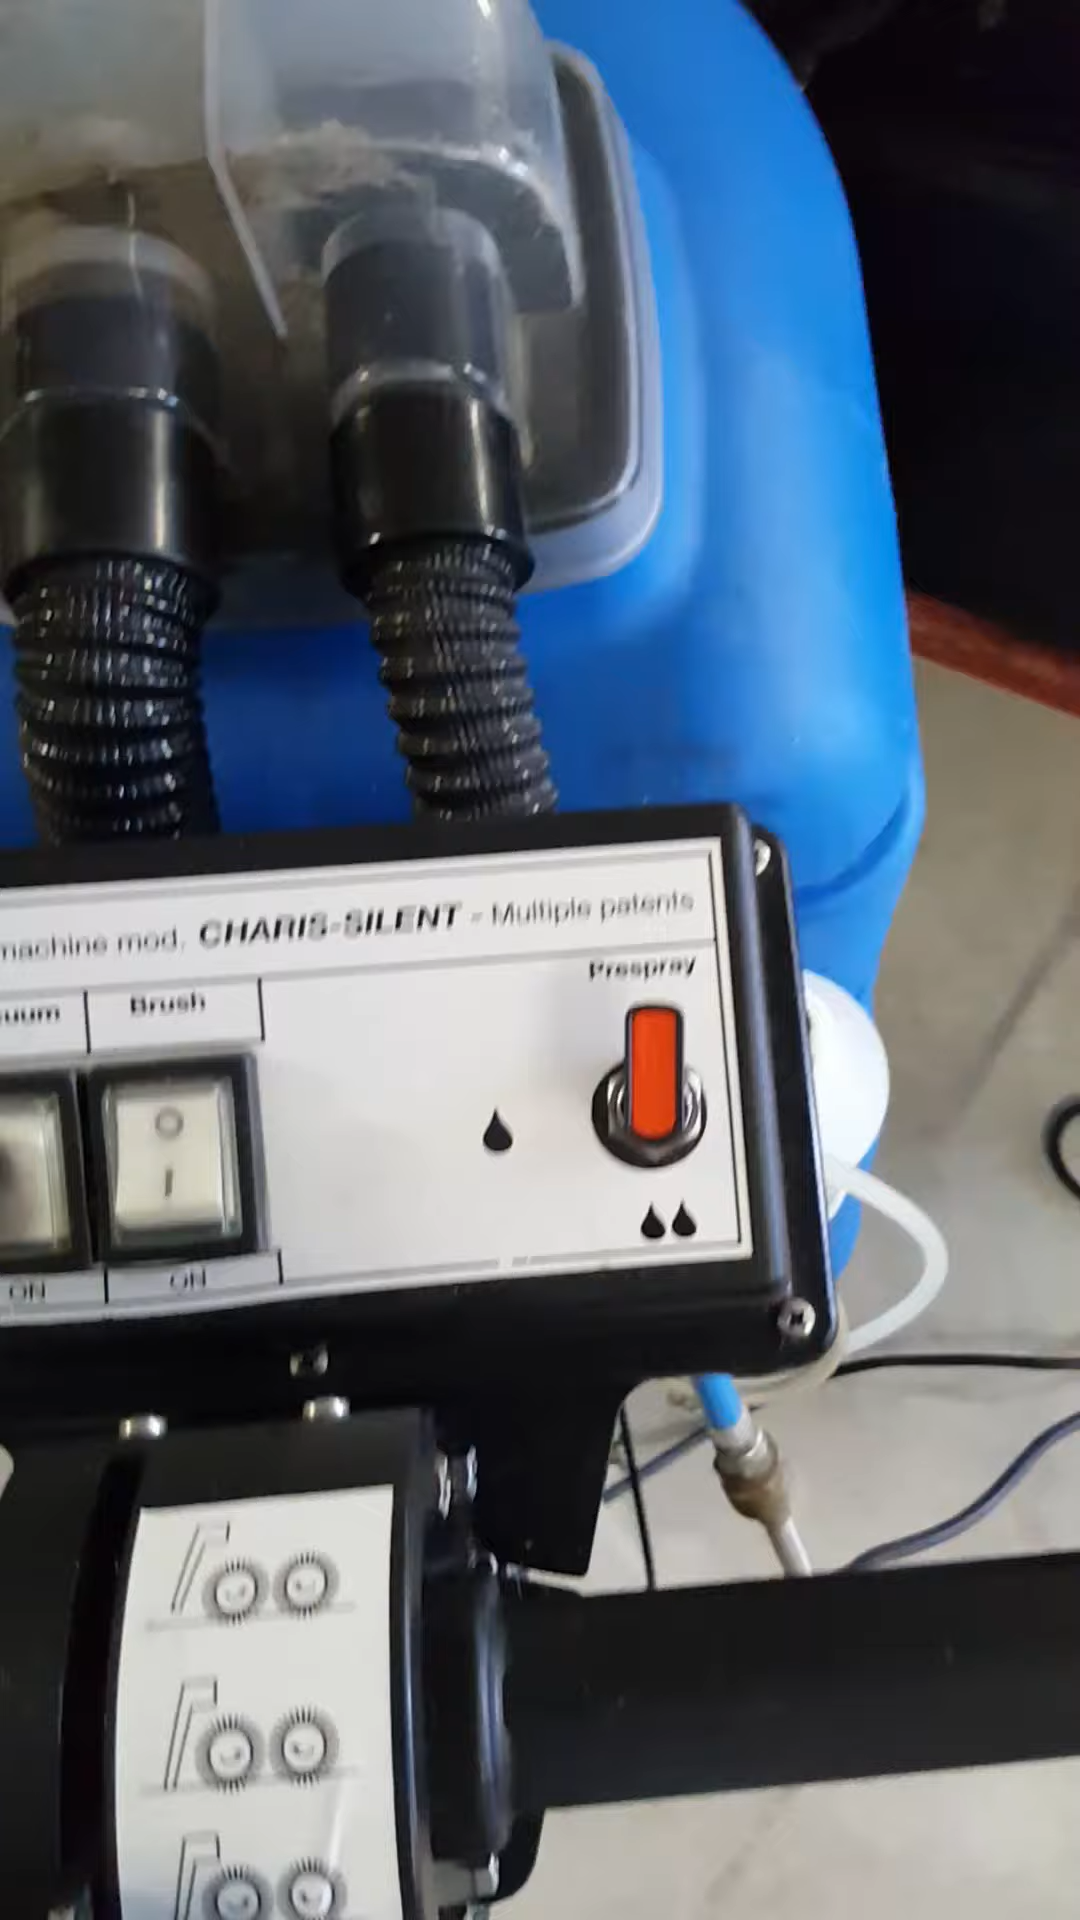 machine mod. CHARIS-SILENT - Multiple patents
Brush
Prespray
O
I
ON
ON